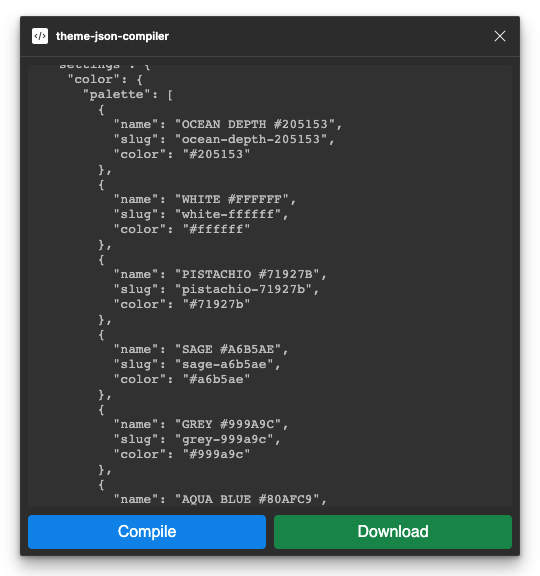 theme-json-compiler
"settings": {
"color": {
"palette": [
{
"name": "OCEAN DEPTH #205153",
"slug": "ocean-depth-205153",
"color": "#205153"
},
{
"name": "WHITE #FFFFFF",
"slug": "white-ffffff",
"color": "#ffffff"
},
{
"name": "PISTACHIO #71927B",
"slug": "pistachio-71927b",
"color": "#71927b"
},
{
"name": "SAGE #A6B5AE",
"slug": "sage-a6b5ae",
"color": "#a6b5ae"
},
{
"name": "GREY #999A9C",
"slug": "grey-999a9c",
"color": "#999a9c"
},
{
"name": "AQUA BLUE #80AFC9",
Compile
Download